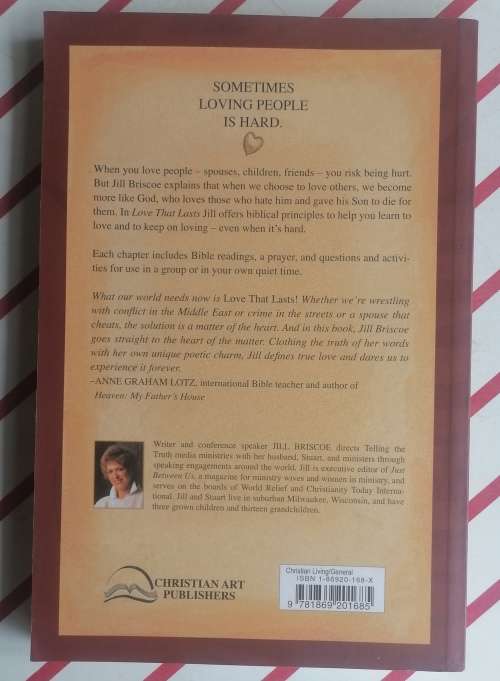 SOMETIMES
LOVING PEOPLE
IS HARD.
When you love people – spouses, children, friends – you risk being hurt.
But Jill Briscoe explains that when we choose to love others, we become
more like God, who loves those who hate him and gave his Son to die for
them. In Love That Lasts Jill offers biblical principles to help you learn to
love and to keep on loving – even when it's hard.
Each chapter includes Bible readings, a prayer, and questions and activi-
ties for use in a group or in your own quiet time.
What our world needs now is Love That Lasts! Whether we're wrestling
with conflict in the Middle East or crime in the streets or a spouse that
cheats, the solution is a matter of the heart. And in this book, Jill Briscoe
goes straight to the heart of the matter. Clothing the truth of her words
with her own unique poetic charm, Jill defines true love and dares us to
experience it forever.
–ANNE GRAHAM LOTZ, international Bible teacher and author of
Heaven: My Father's House
Writer and conference speaker JILL BRISCOE directs Telling the
Truth media ministries with her husband, Stuart, and ministers through
speaking engagements around the world. Jill is executive editor of Just
Between Us, a magazine for ministry wives and women in ministry, and
serves on the boards of World Relief and Christianity Today Interna-
tional. Jill and Stuart live in suburban Milwaukee, Wisconsin, and have
three grown children and thirteen grandchildren.
CHRISTIAN ART
PUBLISHERS
Christian Living/General
ISBN 1-86920-168-X
9 781869 201685